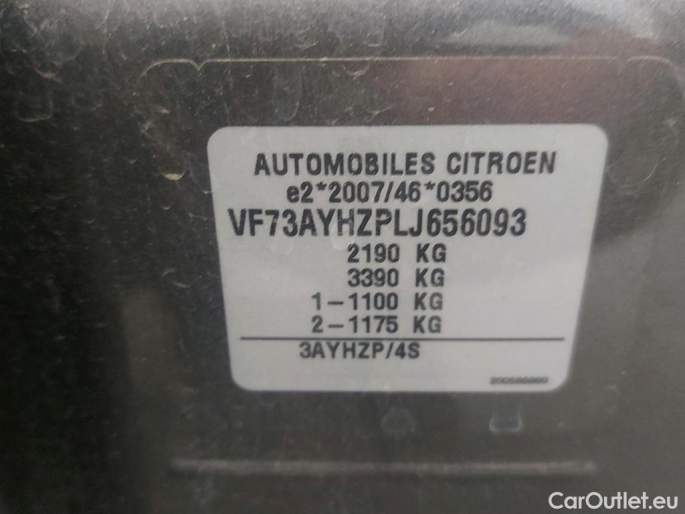 AUTOMOBILES CITROEN
e2*2007/46*0356
VF73AYHZPLJ656093
2190 KG
3390 KG
1-1100 KG
2-1175 KG
3AYHZP/4S
CarOutlet.eu